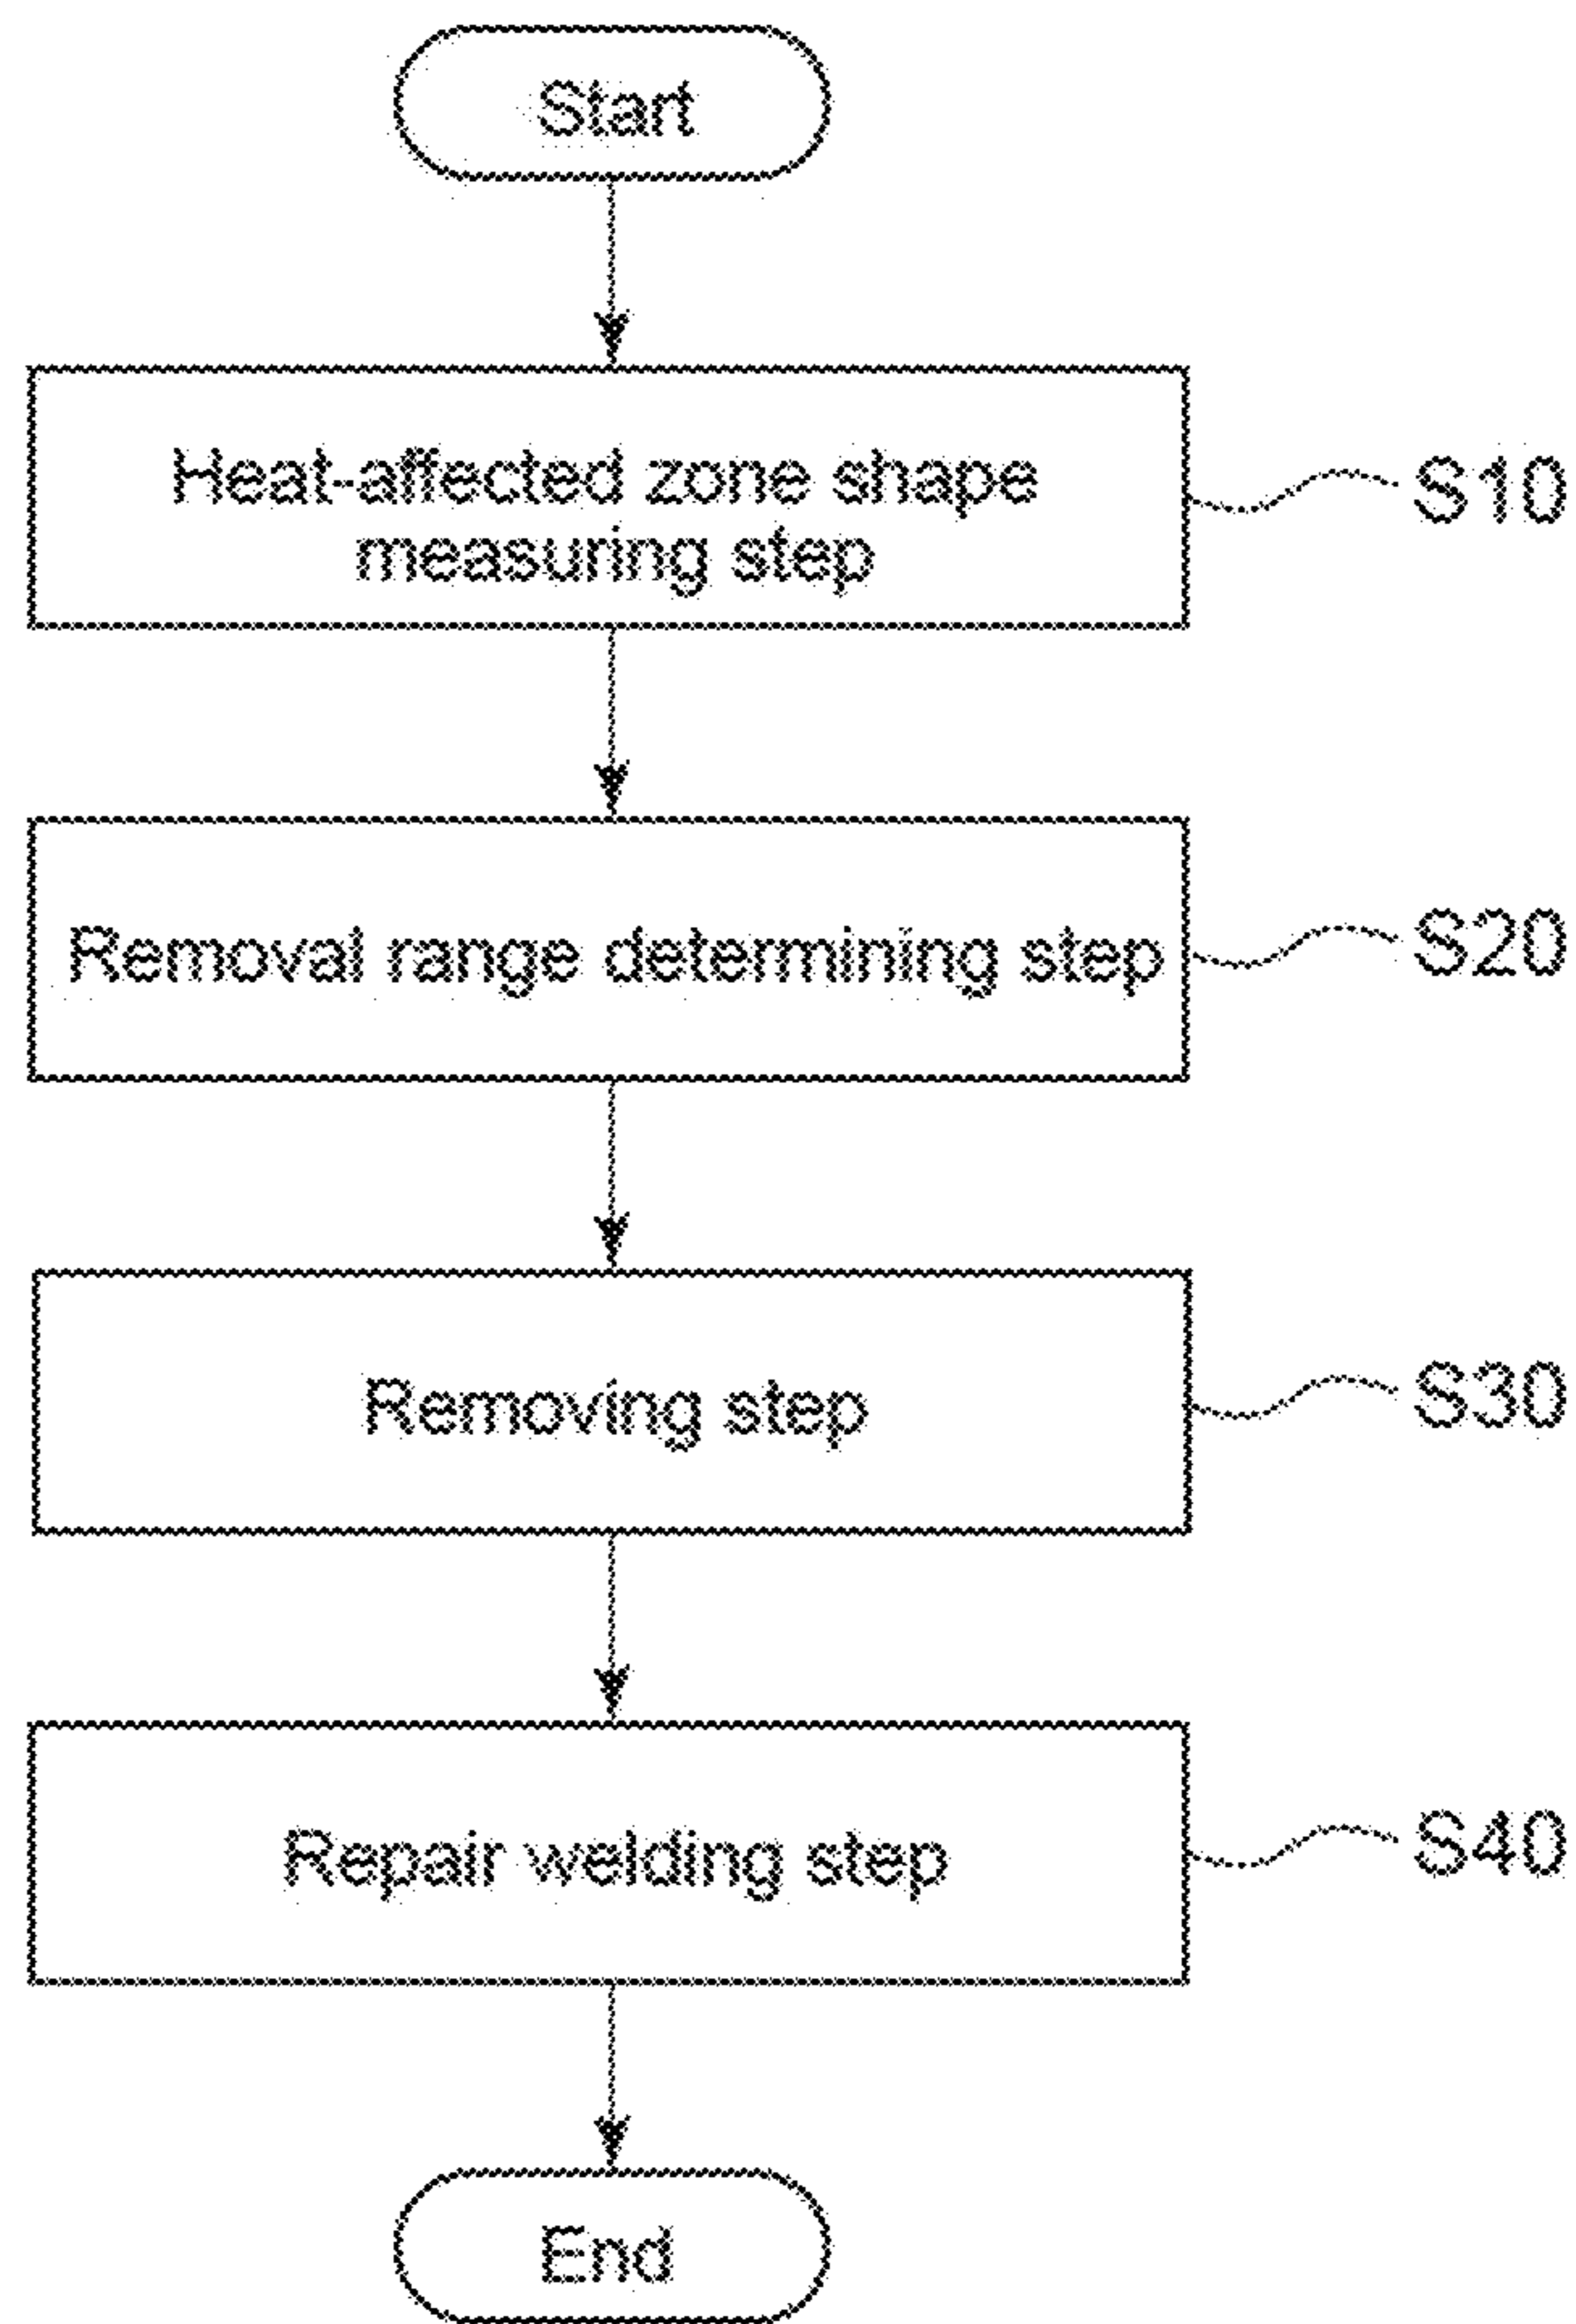 Start
Heat-affected zone shape
measuring step
S10
Removal range determining step
S20
Removing step
S30
Repair welding step
S40
End